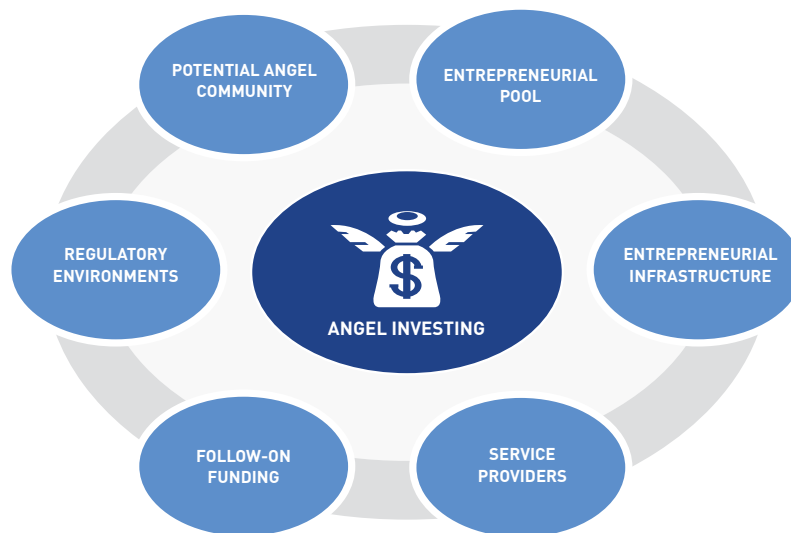 POTENTIAL ANGEL
COMMUNITY
ENTREPRENEURIAL
POOL
REGULATORY
ENVIRONMENTS
ENTREPRENEURIAL
INFRASTRUCTURE
$
ANGEL INVESTING
FOLLOW-ON
FUNDING
SERVICE
PROVIDERS